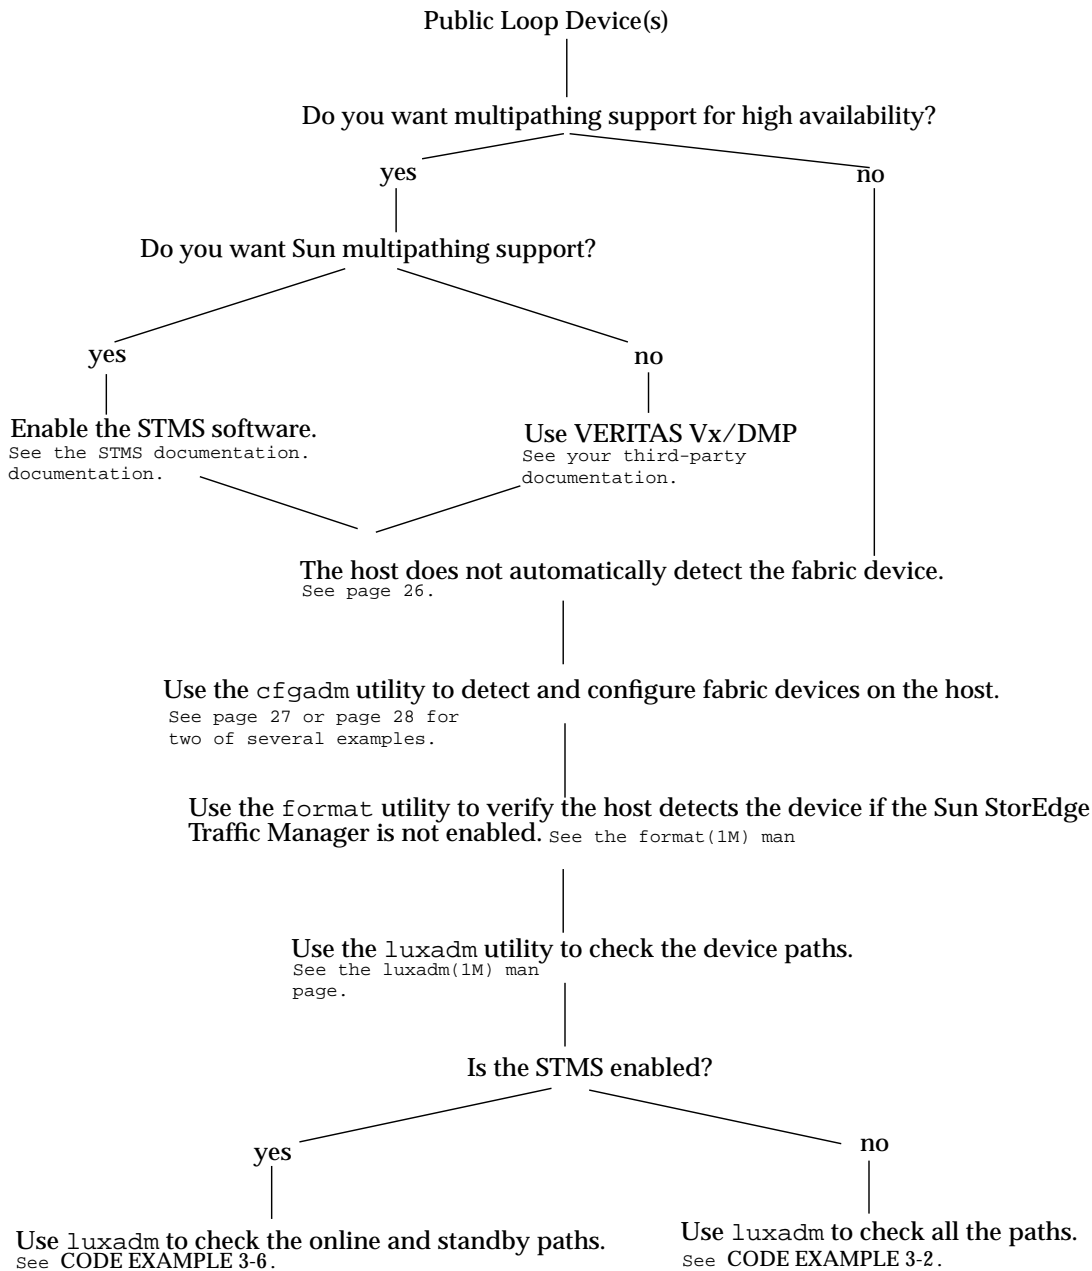 Public Loop Device(s)
Do you want multipathing support for high availability?
yes
no
Do you want Sun multipathing support?
yes
no
Enable the STMS software.
See the STMS documentation.
documentation.
Use VERITAS Vx/DMP
See your third-party
documentation.
The host does not automatically detect the fabric device.
See page 26.
Use the cfgadm utility to detect and configure fabric devices on the host.
See page 27 or page 28 for
two of several examples.
Use the format utility to verify the host detects the device if the Sun StorEdge
Traffic Manager is not enabled. See the format(1M) man
Use the luxadm utility to check the device paths.
See the luxadm(1M) man
page.
Is the STMS enabled?
yes
no
Use luxadm to check the online and standby paths.
See CODE EXAMPLE 3-6.
Use luxadm to check all the paths.
See CODE EXAMPLE 3-2.